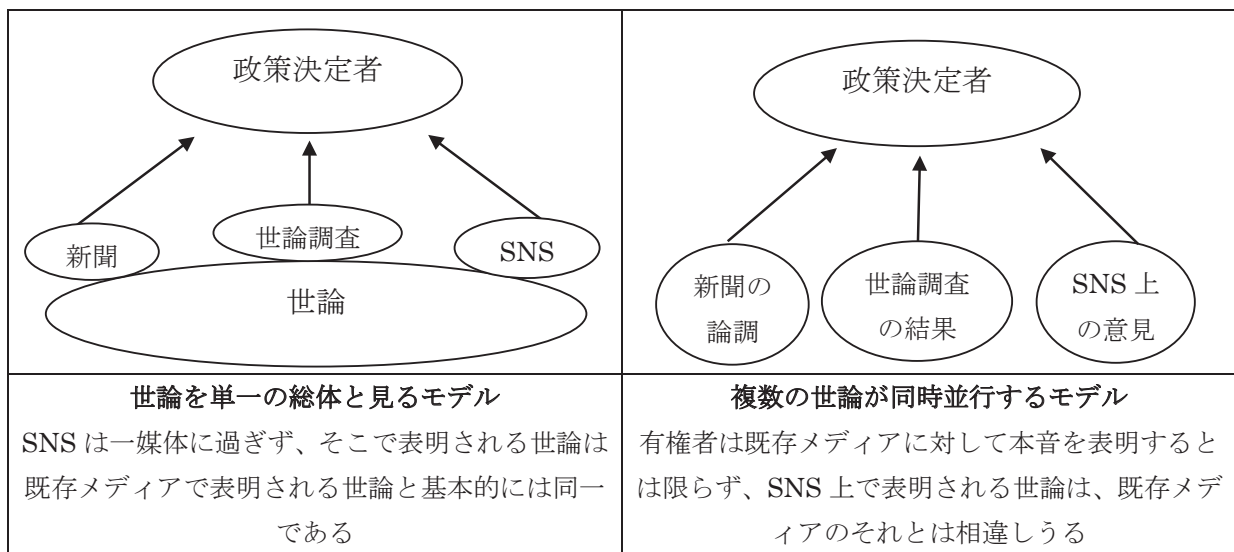 政策決定者
新聞
世論調査
SNS
世論
世論を単一の総体と見るモデル
SNS は一媒体に過ぎず、そこで表明される世論は
既存メディアで表明される世論と基本的には同一
である
政策決定者
新聞の
論調
世論調査
の結果
SNS 上
の意見
複数の世論が同時並行するモデル
有権者は既存メディアに対して本音を表明すると
は限らず、SNS 上で表明される世論は、既存メデ
ィアのそれとは相違しうる